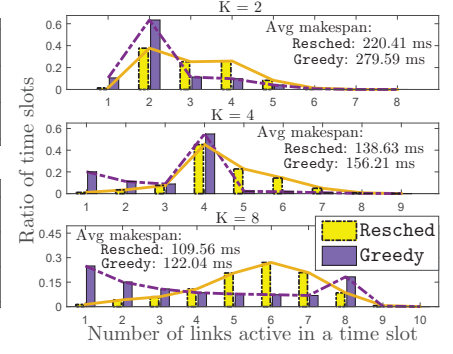 K = 2
Avg makespan:
Resched: 220.41 ms
Greedy: 279.59 ms
0.6
0.4
0.2
0
1 2 3 4 5 6 7 8
K = 4
Avg makespan:
Resched: 138.63 ms
Greedy: 156.21 ms
0.6
0.4
0.2
0
1 2 3 4 5 6 7 8 9
K = 8
Avg makespan:
Resched: 109.56 ms
Greedy: 122.04 ms
Resched
Greedy
0.45
0.3
0.15
0
1 2 3 4 5 6 7 8 9 10
Ratio of time slots
Number of links active in a time slot